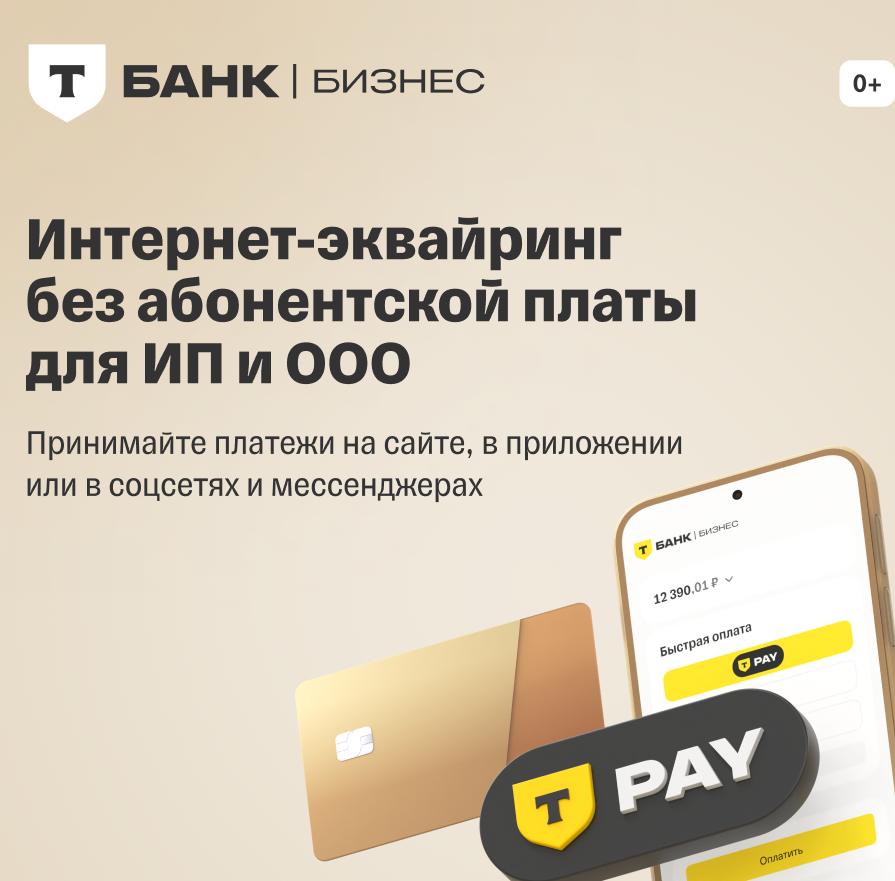 Т БАНК | БИЗНЕС
0+
Интернет-эквайринг
без абонентской платы
для ИП и ООО
Принимайте платежи на сайте, в приложении
или в соцсетях и мессенджерах
Т БАНК | БИЗНЕС
12 390,01 ₽
Быстрая оплата
Т PAY
Т PAY
Оплатить